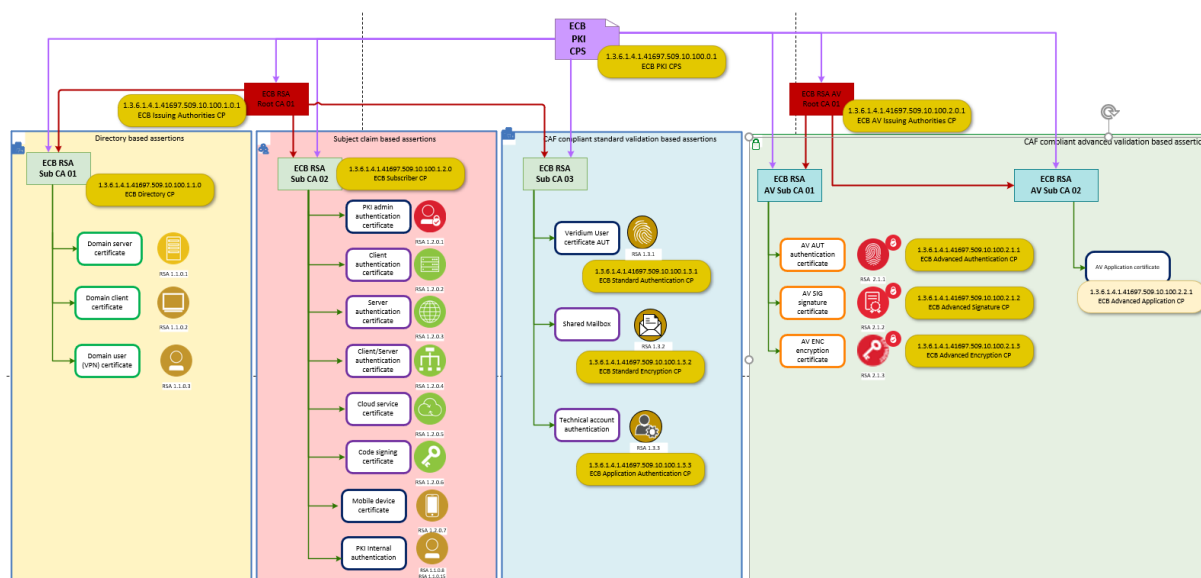 ECB
PKI
CPS
1.3.6.1.4.1.41697.509.10.100.0.1
ECB PKI CPS
ECB RSA
Root CA 01
1.3.6.1.4.1.41697.509.10.100.1.0.1
ECB Issuing Authorities CP
ECB RSA AV
Root CA 01
1.3.6.1.4.1.41697.509.10.100.2.0.1
ECB AV Issuing Authorities CP
Directory based assertions
ECB RSA
Sub CA 01
1.3.6.1.4.1.41697.509.10.100.1.1.0
ECB Directory CP
Domain server
certificate
RSA 1.1.0.1
Domain client
certificate
RSA 1.1.0.2
Domain user
(VPN) certificate
RSA 1.1.0.3
Subject claim based assertions
ECB RSA
Sub CA 02
1.3.6.1.4.1.41697.509.10.100.1.2.0
ECB Subscriber CP
PKI admin
authentication
certificate
RSA 1.2.0.1
Client
authentication
certificate
RSA 1.2.0.2
Server
authentication
certificate
RSA 1.2.0.3
Client/Server
authentication
certificate
RSA 1.2.0.4
Cloud service
certificate
RSA 1.2.0.5
Code signing
certificate
RSA 1.2.0.6
Mobile device
certificate
RSA 1.2.0.7
PKI Internal
authentication
RSA 1.1.0.8
RSA 1.1.0.15
CAF compliant standard validation based assertions
ECB RSA
Sub CA 03
Veridium User
certificate AUT
RSA 1.3.1
1.3.6.1.4.1.41697.509.10.100.1.3.1
ECB Standard Authentication CP
Shared Mailbox
RSA 1.3.2
1.3.6.1.4.1.41697.509.10.100.1.3.2
ECB Standard Encryption CP
Technical account
authentication
RSA 1.3.3
1.3.6.1.4.1.41697.509.10.100.1.3.3
ECB Application Authentication CP
CAF compliant advanced validation based assertic
ECB RSA
AV Sub CA 01
AV AUT
authentication
certificate
RSA 2.1.1
1.3.6.1.4.1.41697.509.10.100.2.1.1
ECB Advanced Authentication CP
AV SIG
signature
certificate
RSA 2.1.2
1.3.6.1.4.1.41697.509.10.100.2.1.2
ECB Advanced Signature CP
AV ENC
encryption
certificate
RSA 2.1.3
1.3.6.1.4.1.41697.509.10.100.2.1.3
ECB Advanced Encryption CP
ECB RSA
AV Sub CA 02
AV Application certificate
1.3.6.1.4.1.41697.509.10.100.2.2.1
ECB Advanced Application CP